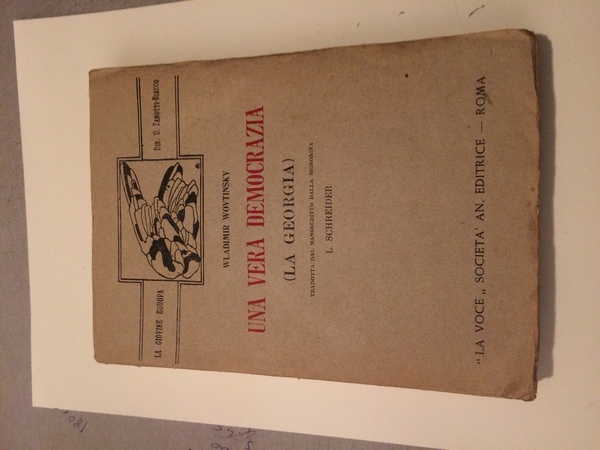 LA GIOVINE EUROPA
DIR. U. ZANOTTI-BIANCO
WLADIMIR WOYTINSKY
UNA VERA DEMOCRAZIA
(LA GEORGIA)
TRADOTTA DAL MANOSCRITTO DALLA SIGNORINA
L. SCHREIDER
"LA VOCE„ SOCIETA' AN. EDITRICE — ROMA
180